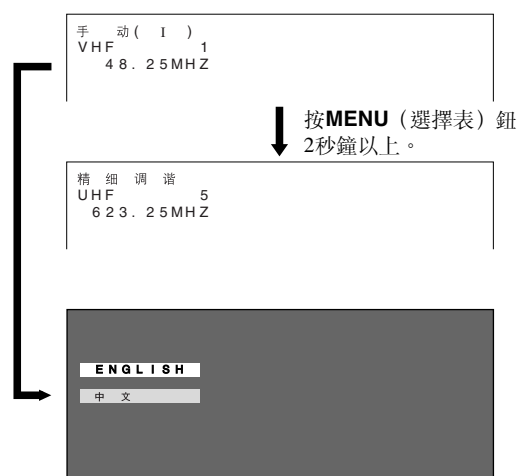 手 动( I )
VHF 1
48.25MHZ
按MENU（選擇表）鈕
2秒鐘以上。
精 细 调 谐
UHF 5
623.25MHZ
ENGLISH
中 文